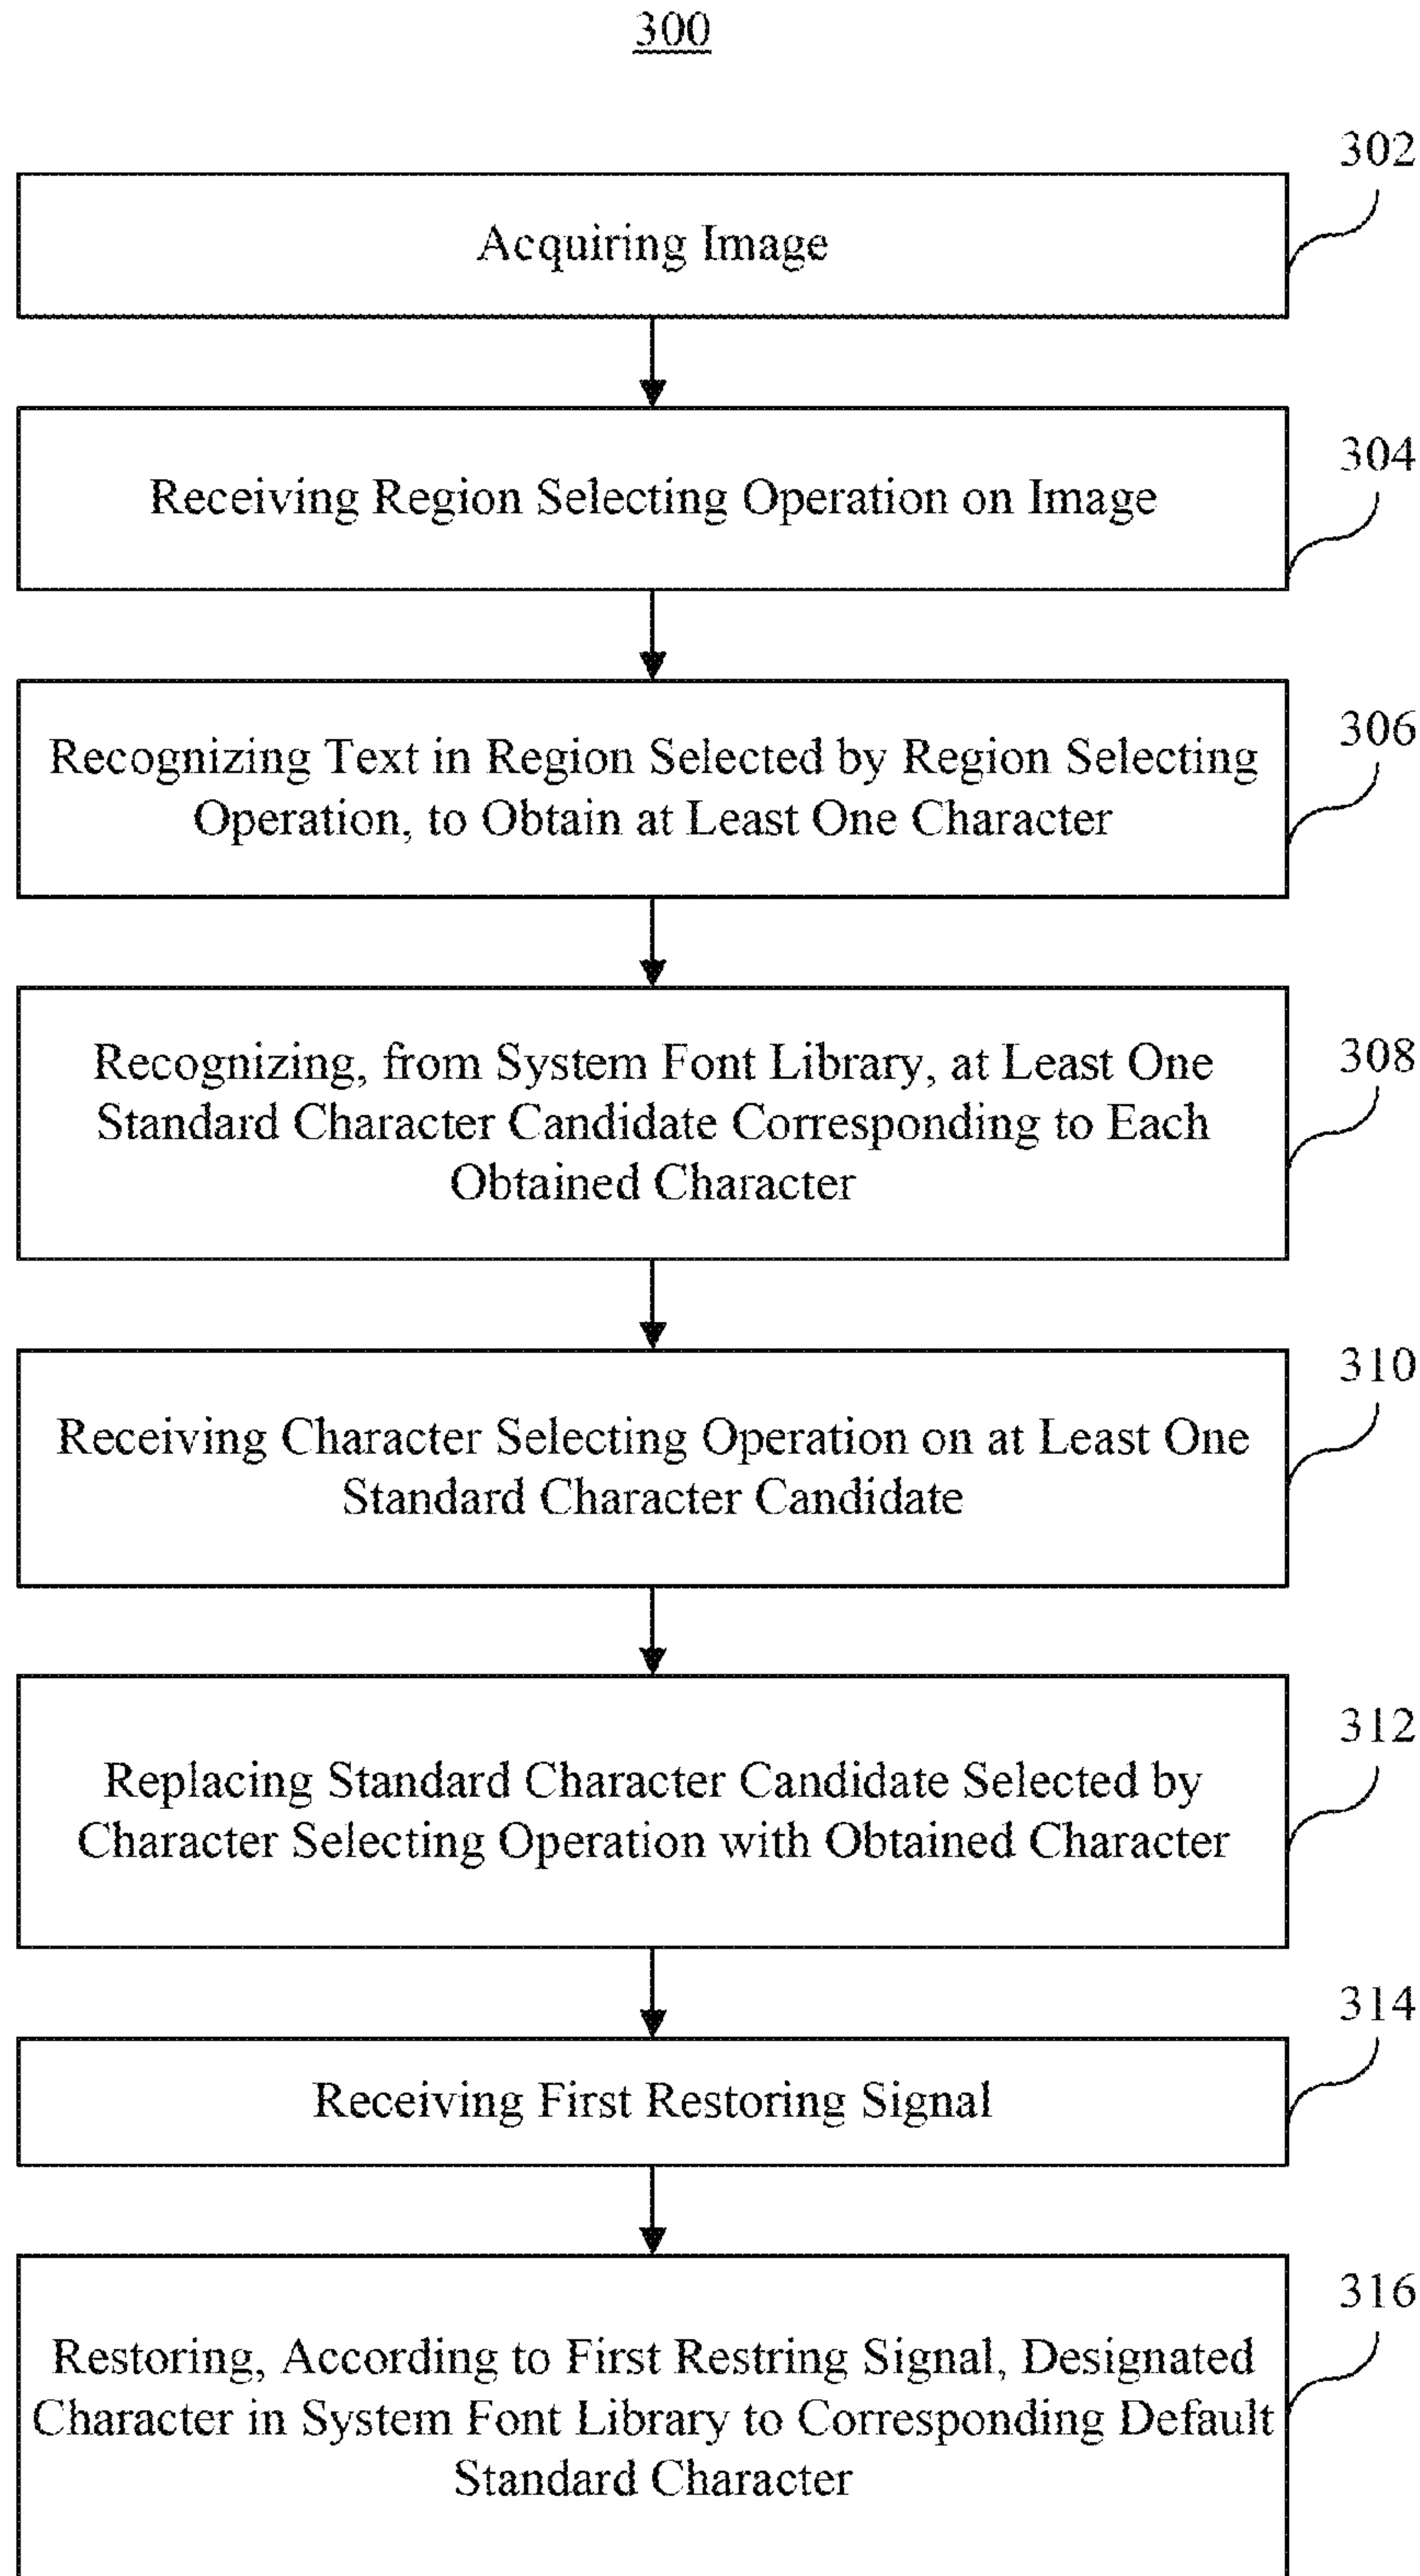 300
302
Acquiring Image
304
Receiving Region Selecting Operation on Image
306
Recognizing Text in Region Selected by Region Selecting
Operation, to Obtain at Least One Character
308
Recognizing, from System Font Library, at Least One
Standard Character Candidate Corresponding to Each
Obtained Character
310
Receiving Character Selecting Operation on at Least One
Standard Character Candidate
312
Replacing Standard Character Candidate Selected by
Character Selecting Operation with Obtained Character
314
Receiving First Restoring Signal
316
Restoring, According to First Restring Signal, Designated
Character in System Font Library to Corresponding Default
Standard Character